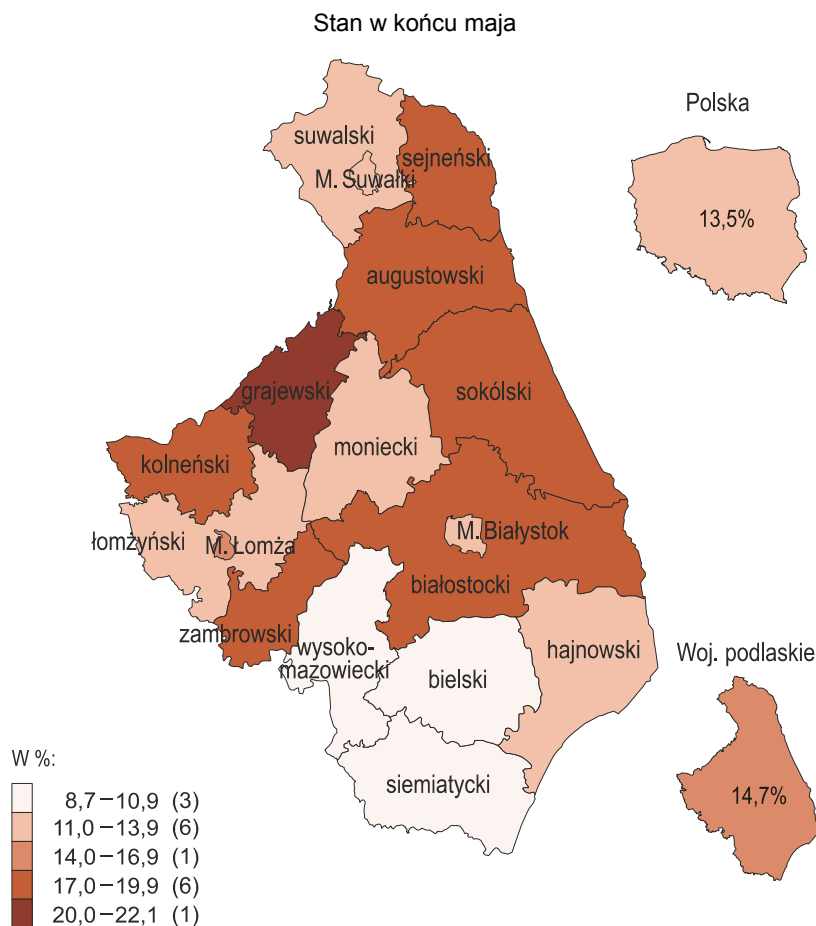 Stan w końcu maja
Polska
13,5%
suwalski
M. Suwałki
sejneński
augustowski
grajewski
sokólski
kolneński
moniecki
łomżyński
M. Łomża
M. Białystok
białostocki
zambrowski
wysoko-
mazowiecki
bielski
hajnowski
siemiatycki
Woj. podlaskie
14,7%
W %:
8,7–10,9 (3)
11,0–13,9 (6)
14,0–16,9 (1)
17,0–19,9 (6)
20,0–22,1 (1)